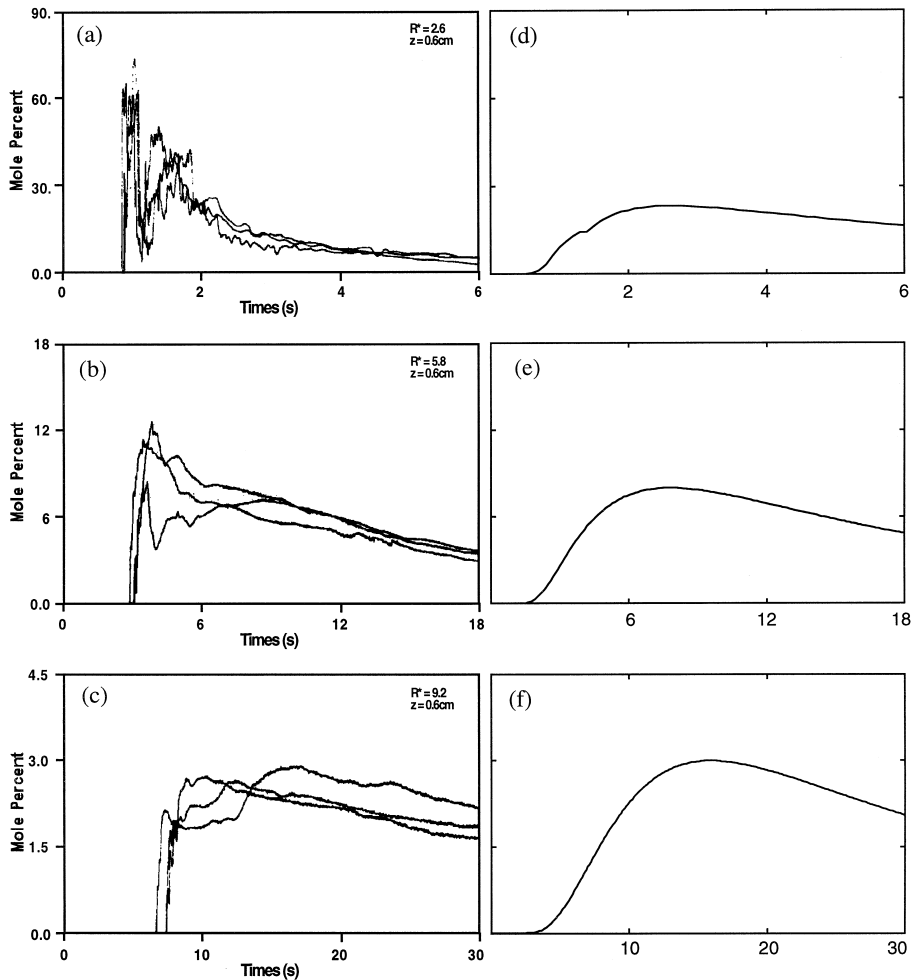 (a)
R* = 2.6
z = 0.6cm
90.
60.
30.
0.0
Mole Percent
0
2
4
6
Times (s)
(d)
2
4
6
(b)
R* = 5.8
z = 0.6cm
18
12
6
0.0
Mole Percent
0
6
12
18
Times (s)
(e)
6
12
18
(c)
R* = 9.2
z = 0.6cm
4.5
3.0
1.5
0.0
Mole Percent
0
10
20
30
Times (s)
(f)
10
20
30